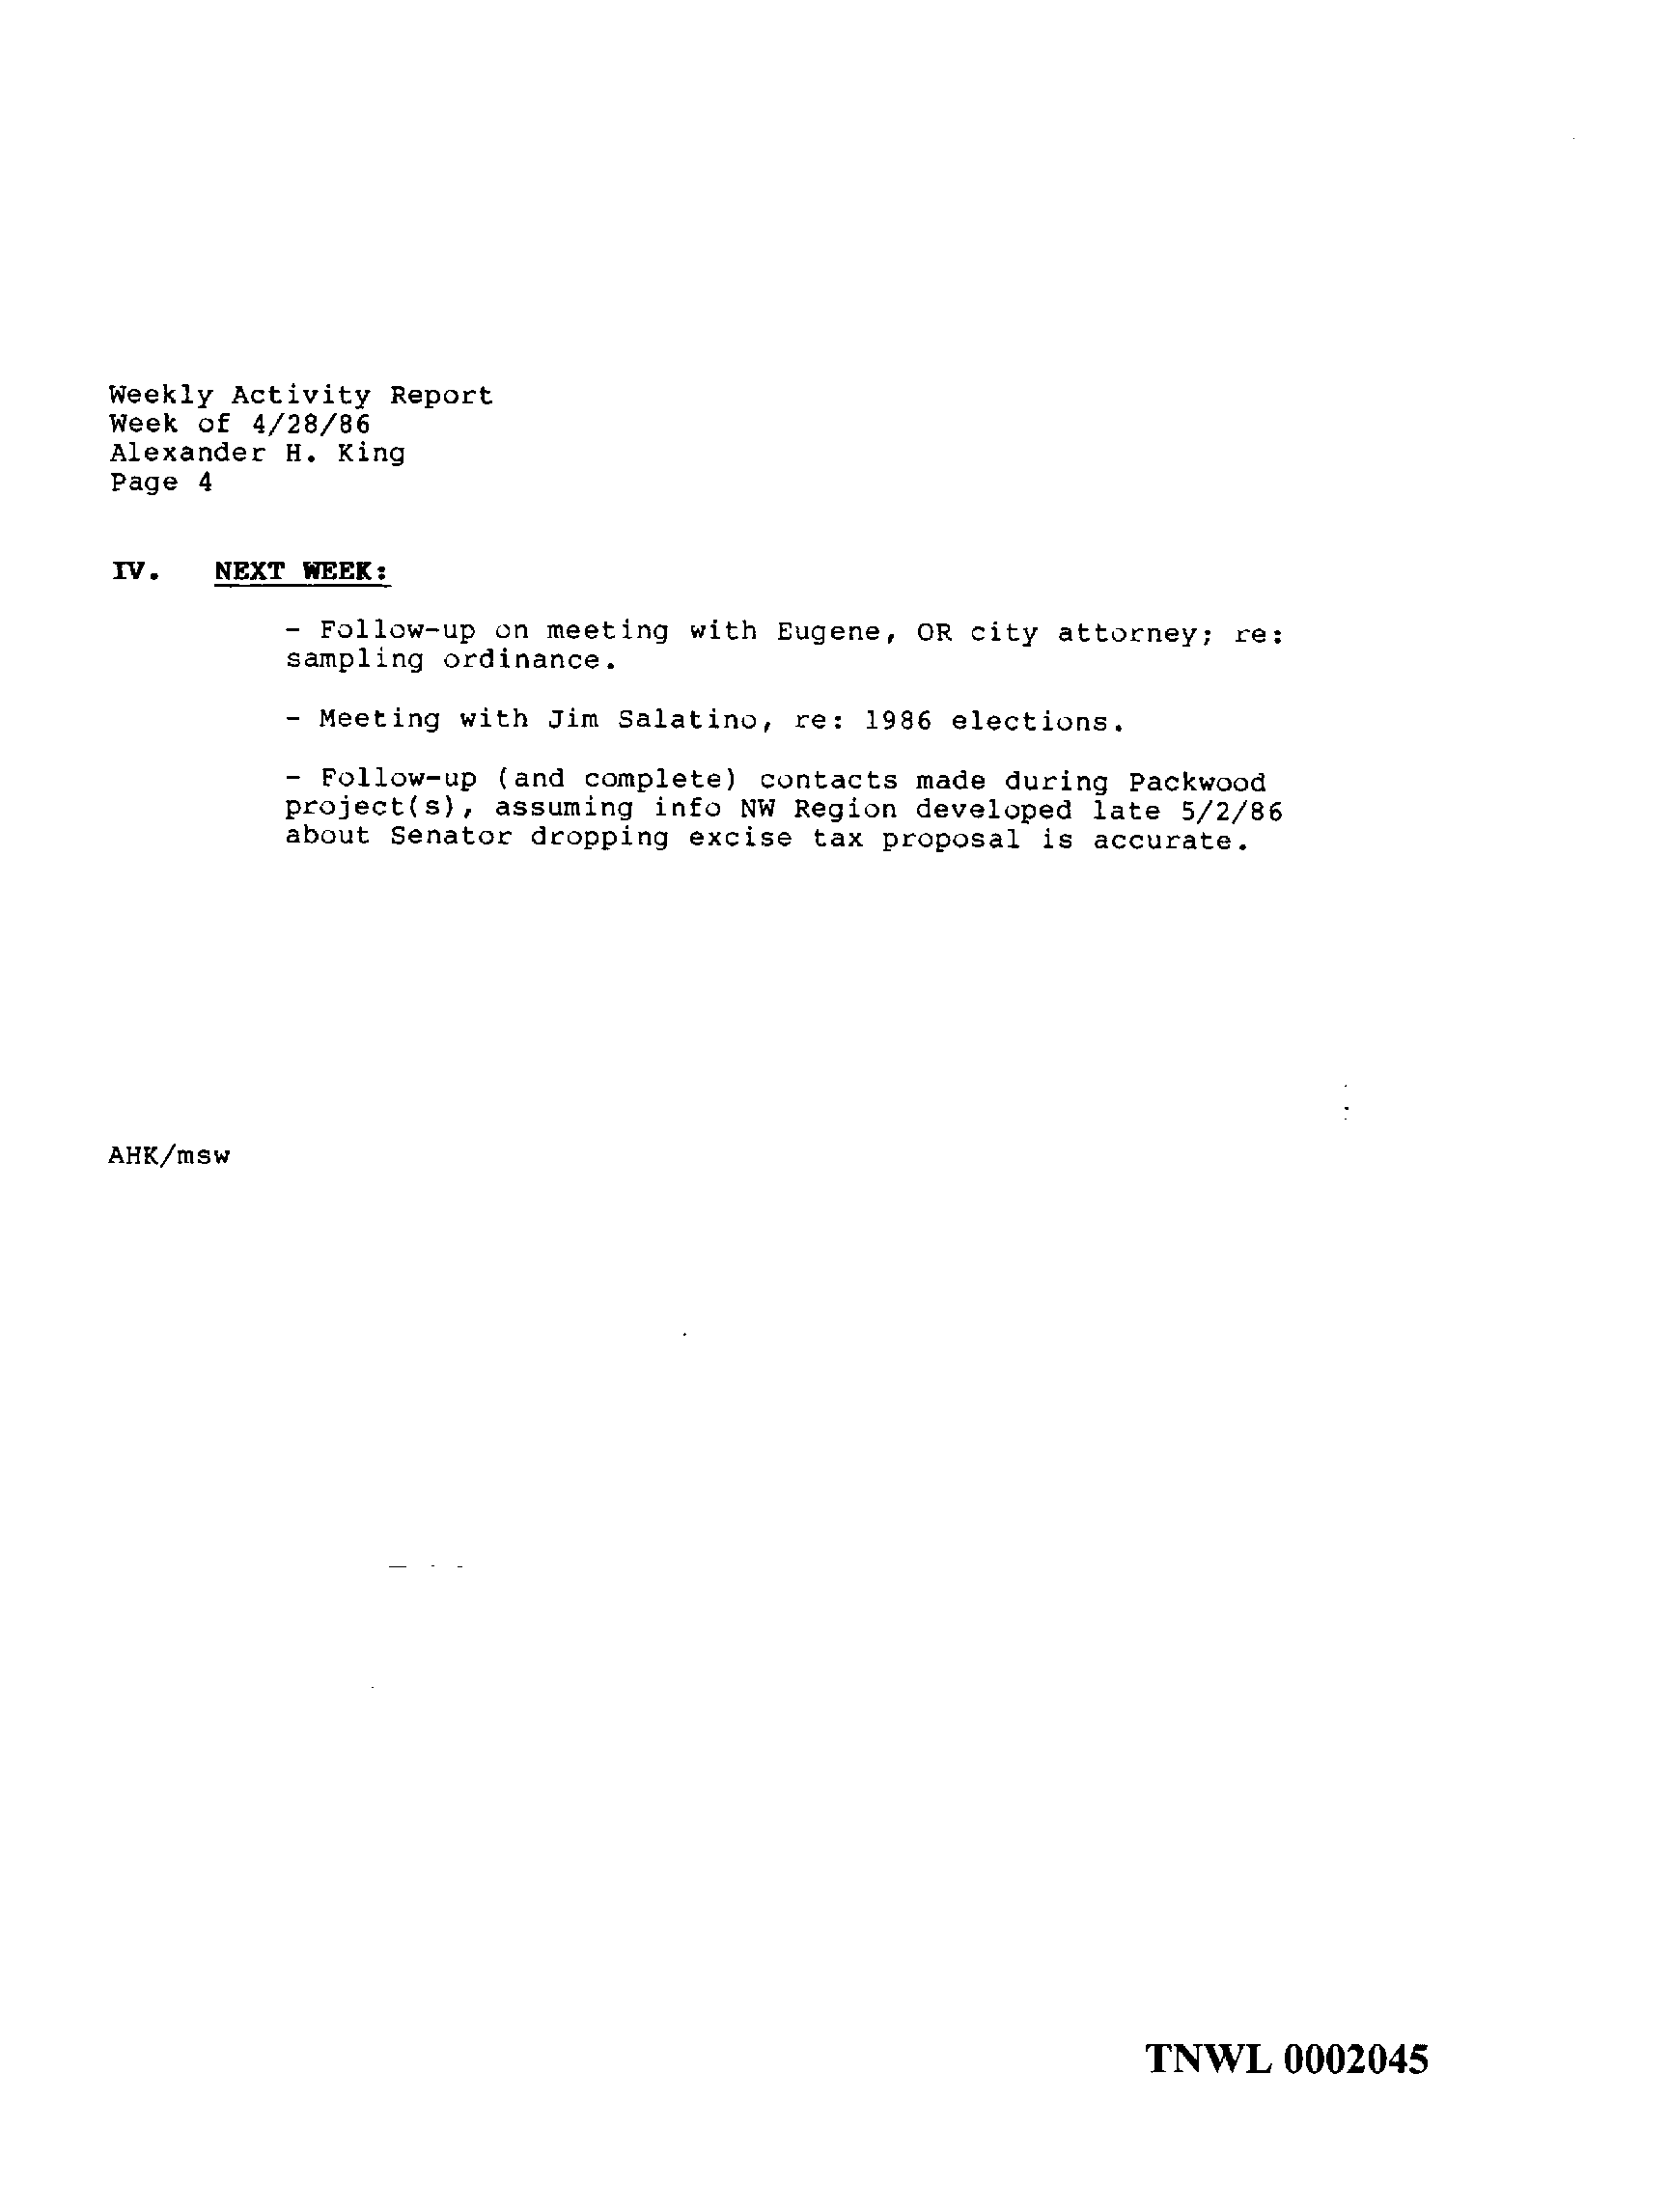 Weekly Activity Report
Week of 4/28/86
Alexander H. King
Page 4
IV. NEXT WEEK:
- Follow-up on meeting with Eugene, OR city attorney; re:
sampling ordinance.
- Meeting with Jim Salatino, re: 1986 elections.
- Follow-up (and complete) contacts made during Packwood
project(s), assuming info NW Region developed late 5/2/86
about Senator dropping excise tax proposal is accurate.
AHK/msw
TNWL 0002045